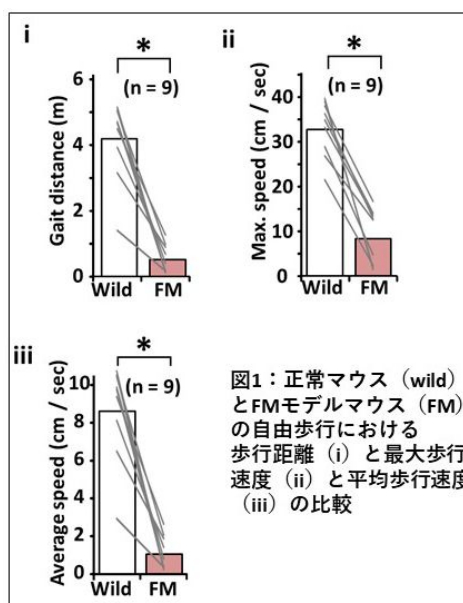 i
*
(n = 9)
Gait distance (m)
6
4
2
0
Wild FM
ii
*
(n = 9)
Max. speed (cm / sec)
40
30
20
10
0
Wild FM
iii
*
(n = 9)
Average speed (cm / sec)
10
8
6
4
2
0
Wild FM
図1：正常マウス（wild）
とFMモデルマウス（FM）
の自由歩行における
歩行距離（i）と最大歩行
速度（ii）と平均歩行速度
（iii）の比較